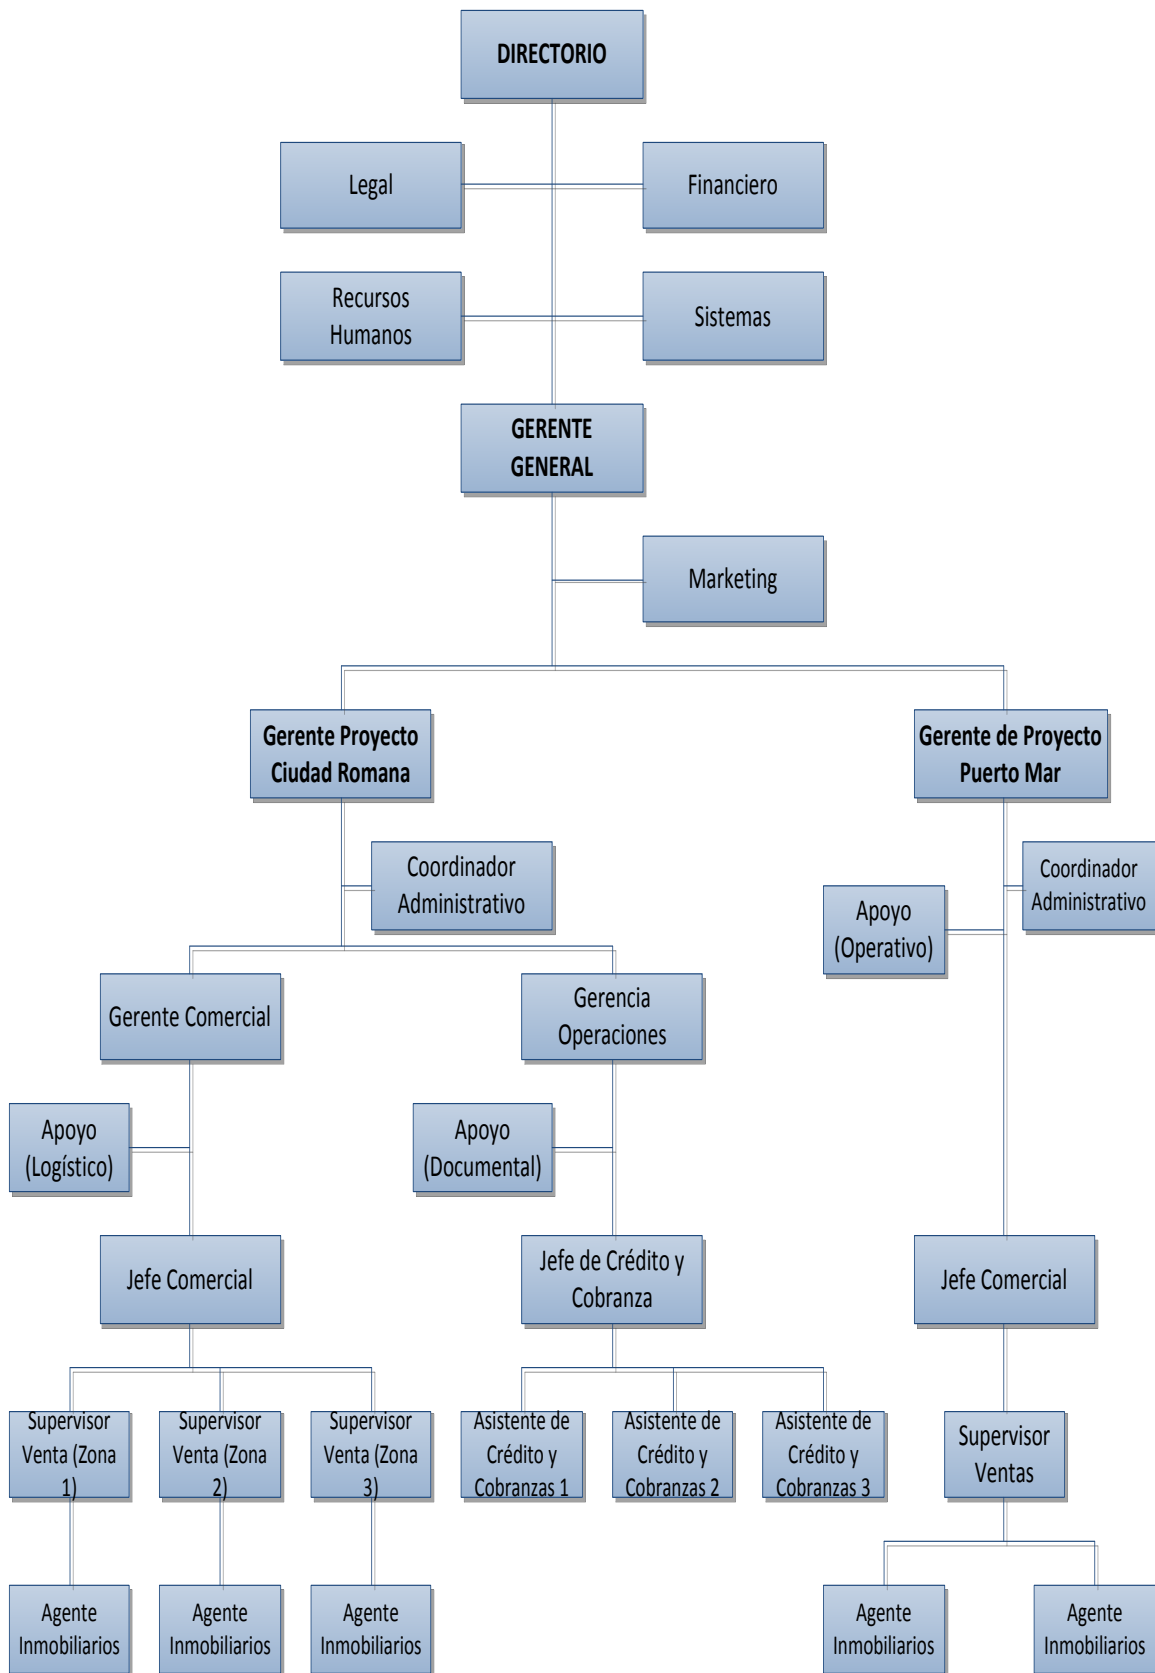 DIRECTORIO
Legal
Financiero
Recursos
Humanos
Sistemas
GERENTE
GENERAL
Marketing
Gerente Proyecto
Ciudad Romana
Gerente de Proyecto
Puerto Mar
Coordinador
Administrativo
Coordinador
Administrativo
Apoyo
(Operativo)
Gerente Comercial
Gerencia
Operaciones
Apoyo
(Logístico)
Apoyo
(Documental)
Jefe Comercial
Jefe de Crédito y
Cobranza
Jefe Comercial
Supervisor
Venta (Zona
1)
Supervisor
Venta (Zona
2)
Supervisor
Venta (Zona
3)
Asistente de
Crédito y
Cobranzas 1
Asistente de
Crédito y
Cobranzas 2
Asistente de
Crédito y
Cobranzas 3
Supervisor
Ventas
Agente
Inmobiliarios
Agente
Inmobiliarios
Agente
Inmobiliarios
Agente
Inmobiliarios
Agente
Inmobiliarios